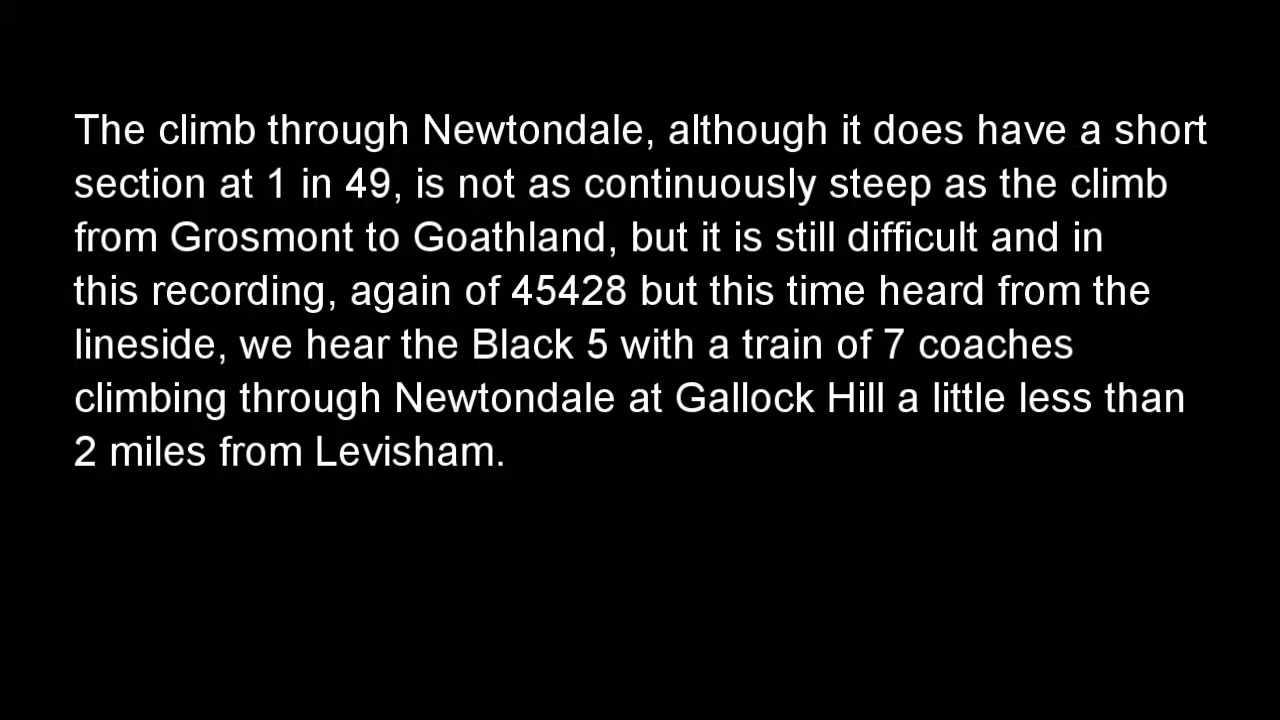 The climb through Newtondale, although it does have a short
section at 1 in 49, is not as continuously steep as the climb
from Grosmont to Goathland, but it is still difficult and in
this recording, again of 45428 but this time heard from the
lineside, we hear the Black 5 with a train of 7 coaches
climbing through Newtondale at Gallock Hill a little less than
2 miles from Levisham.